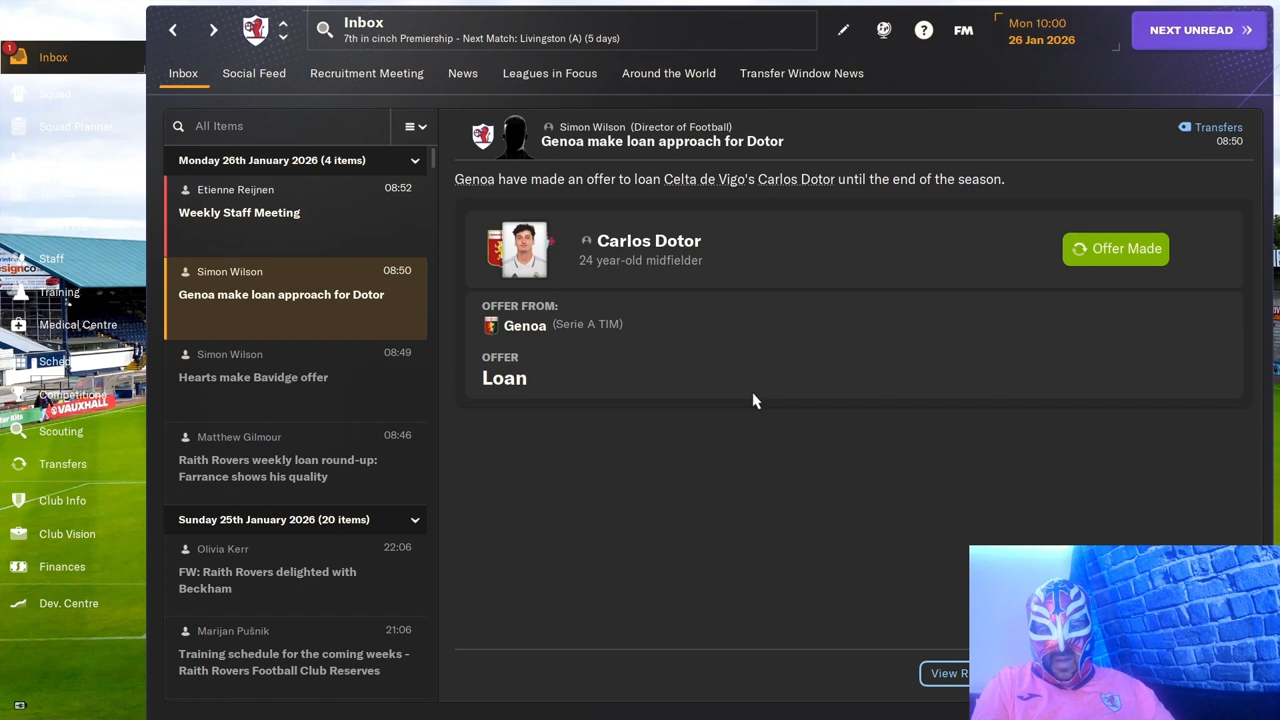 Inbox
7th in cinch Premiership - Next Match: Livingston (A) (5 days)
FM
Mon 10:00
26 Jan 2026
NEXT UNREAD
1
Inbox
Squad
Squad Planner
Staff
Training
Medical Centre
Sched
Competitions
Scouting
Transfers
Club Info
Club Vision
Finances
Dev. Centre
VAUXHALL
Inbox
Social Feed
Recruitment Meeting
News
Leagues in Focus
Around the World
Transfer Window News
All Items
Monday 26th January 2026 (4 items)
Etienne Reijnen
08:52
Weekly Staff Meeting
Simon Wilson
08:50
Genoa make loan approach for Dotor
Simon Wilson
08:49
Hearts make Bavidge offer
Matthew Gilmour
08:46
Raith Rovers weekly loan round-up:
Farrance shows his quality
Sunday 25th January 2026 (20 items)
Olivia Kerr
22:06
FW: Raith Rovers delighted with
Beckham
Marijan Pušnik
21:06
Training schedule for the coming weeks -
Raith Rovers Football Club Reserves
Simon Wilson (Director of Football)
Genoa make loan approach for Dotor
Transfers
08:50
Genoa have made an offer to loan Celta de Vigo's Carlos Dotor until the end of the season.
Carlos Dotor
24 year-old midfielder
Offer Made
OFFER FROM:
Genoa (Serie A TIM)
OFFER
Loan
View R